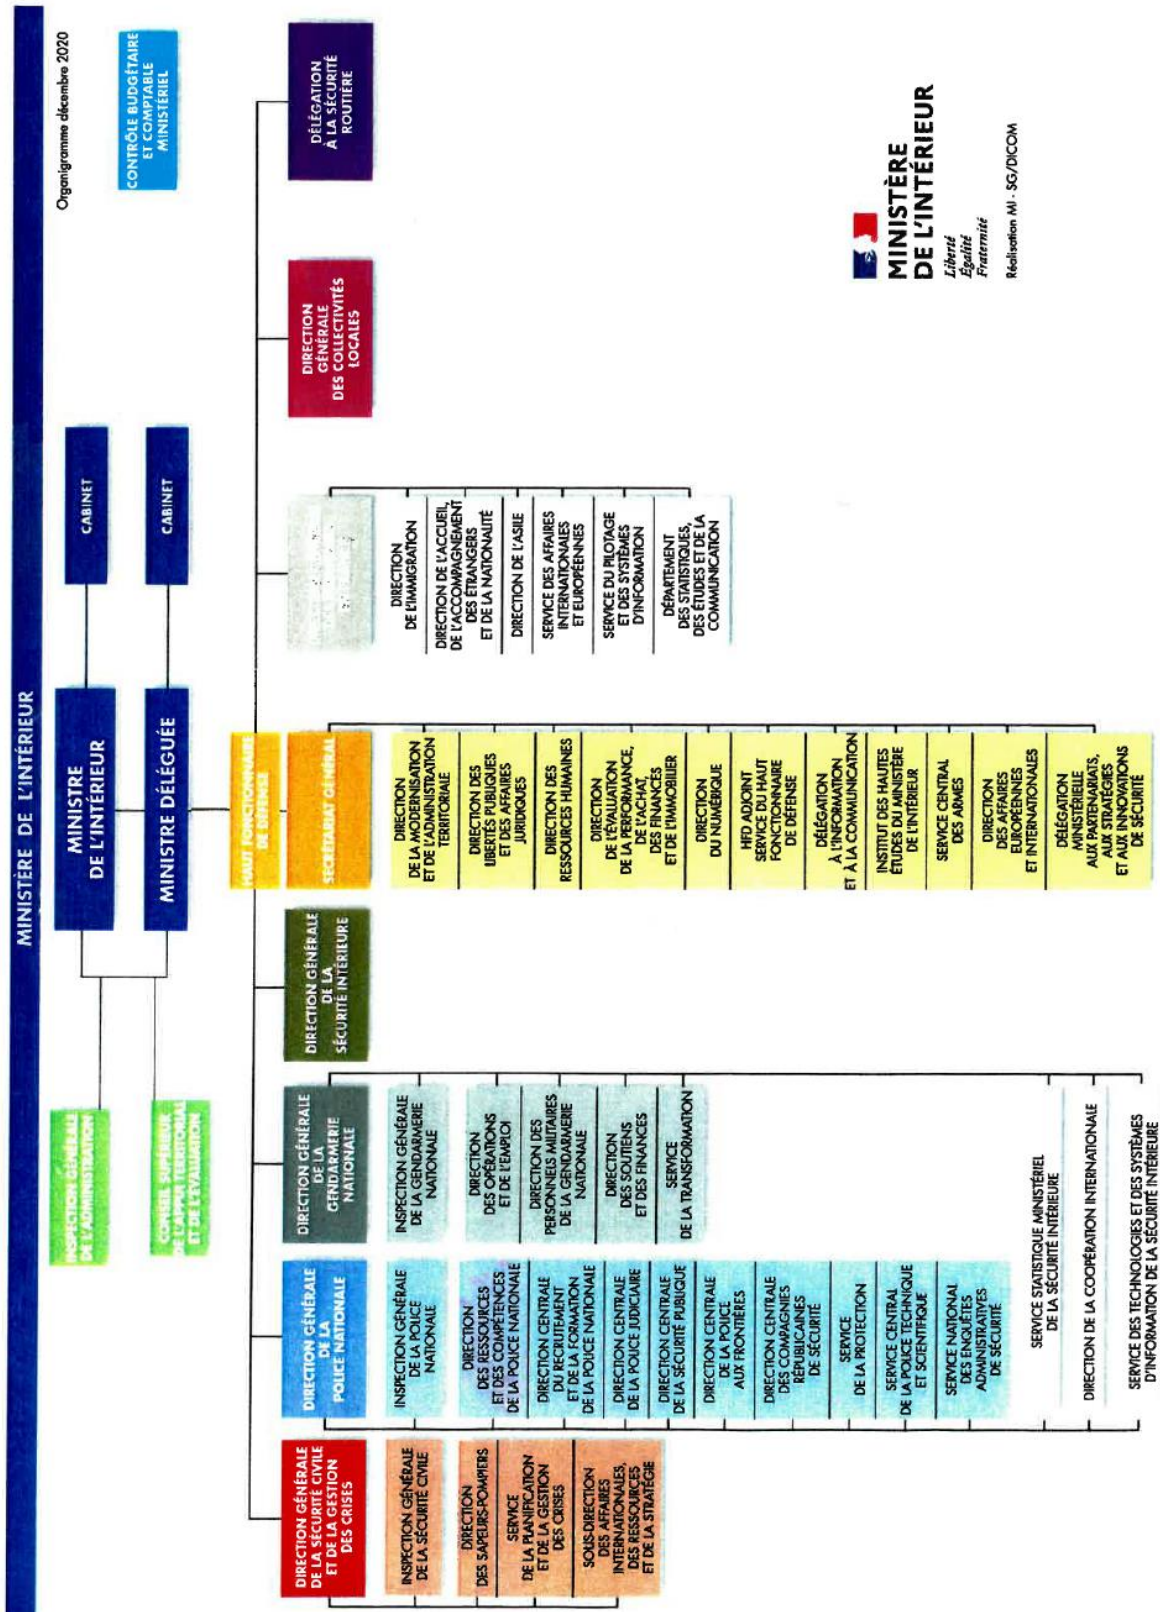 MINISTÈRE DE L'INTÉRIEUR
Organigramme décembre 2020
INSPECTION GÉNÉRALE
DE L'ADMINISTRATION
MINISTRE
DE L'INTÉRIEUR
CABINET
CONSEIL SUPÉRIEUR
DE L'APPUI TERRITORIAL
ET DE L'ÉVALUATION
MINISTRE DÉLÉGUÉE
CABINET
CONTRÔLE BUDGÉTAIRE
ET COMPTABLE
MINISTÉRIEL
HAUT FONCTIONNAIRE
DE DÉFENSE
DIRECTION GÉNÉRALE
DE LA SÉCURITÉ CIVILE
ET DE LA GESTION
DES CRISES
DIRECTION GÉNÉRALE
DE LA
POLICE NATIONALE
DIRECTION GÉNÉRALE
DE LA
GENDARMERIE
NATIONALE
DIRECTION GÉNÉRALE
DE LA
SÉCURITÉ INTÉRIEURE
SECRÉTARIAT GÉNÉRAL
DIRECTION
GÉNÉRALE
DES COLLECTIVITÉS
LOCALES
DÉLÉGATION
À LA SÉCURITÉ
ROUTIÈRE
INSPECTION GÉNÉRALE
DE LA SÉCURITÉ CIVILE
DIRECTION
DES SAPEURS-POMPIERS
SERVICE
DE LA PLANIFICATION
ET DE LA GESTION
DES CRISES
SOUS-DIRECTION
DES AFFAIRES
INTERNATIONALES,
DES RESSOURCES
ET DE LA STRATÉGIE
INSPECTION GÉNÉRALE
DE LA POLICE
NATIONALE
DIRECTION
DES RESSOURCES
ET DES COMPÉTENCES
DE LA POLICE NATIONALE
DIRECTION CENTRALE
DU RECRUTEMENT
ET DE LA FORMATION
DE LA POLICE NATIONALE
DIRECTION CENTRALE
DE LA POLICE JUDICIAIRE
DIRECTION CENTRALE
DE LA SÉCURITÉ PUBLIQUE
DIRECTION CENTRALE
DE LA POLICE
AUX FRONTIÈRES
DIRECTION CENTRALE
DES COMPAGNIES
RÉPUBLICAINES
DE SÉCURITÉ
SERVICE
DE LA PROTECTION
SERVICE CENTRAL
DE LA POLICE TECHNIQUE
ET SCIENTIFIQUE
SERVICE NATIONAL
DES ENQUÊTES
ADMINISTRATIVES
DE SÉCURITÉ
INSPECTION GÉNÉRALE
DE LA GENDARMERIE
NATIONALE
DIRECTION
DES OPÉRATIONS
ET DE L'EMPLOI
DIRECTION DES
PERSONNELS MILITAIRES
DE LA GENDARMERIE
NATIONALE
DIRECTION
DES SOUTIENS
ET DES FINANCES
SERVICE
DE LA TRANSFORMATION
SERVICE STATISTIQUE MINISTÉRIEL
DE LA SÉCURITÉ INTÉRIEURE
DIRECTION DE LA COOPÉRATION INTERNATIONALE
SERVICE DES TECHNOLOGIES ET DES SYSTÈMES
D'INFORMATION DE LA SÉCURITÉ INTÉRIEURE
DIRECTION
DE LA MODERNISATION
ET DE L'ADMINISTRATION
TERRITORIALE
DIRECTION DES
LIBERTÉS PUBLIQUES
ET DES AFFAIRES
JURIDIQUES
DIRECTION DES
RESSOURCES HUMAINES
DIRECTION
DE L'ÉVALUATION
DE LA PERFORMANCE,
DE L'ACHAT,
DES FINANCES
ET DE L'IMMOBILIER
DIRECTION
DU NUMÉRIQUE
HFD ADJOINT
SERVICE DU HAUT
FONCTIONNAIRE
DE DÉFENSE
DÉLÉGATION
À L'INFORMATION
ET À LA COMMUNICATION
INSTITUT DES HAUTES
ÉTUDES DU MINISTÈRE
DE L'INTÉRIEUR
SERVICE CENTRAL
DES ARMES
DIRECTION
DES AFFAIRES
EUROPÉENNES
ET INTERNATIONALES
DÉLÉGATION
MINISTÉRIELLE
AUX PARTENARIATS,
AUX STRATÉGIES
ET AUX INNOVATIONS
DE SÉCURITÉ
DIRECTION
DE L'IMMIGRATION
DIRECTION DE L'ACCUEIL,
DE L'ACCOMPAGNEMENT
DES ÉTRANGERS
ET DE LA NATIONALITÉ
DIRECTION DE L'ASILE
SERVICE DES AFFAIRES
INTERNATIONALES
ET EUROPÉENNES
SERVICE DU PILOTAGE
ET DES SYSTÈMES
D'INFORMATION
DÉPARTEMENT
DES STATISTIQUES,
DES ÉTUDES ET DE LA
COMMUNICATION
MINISTÈRE
DE L'INTÉRIEUR
Liberté
Égalité
Fraternité
Réalisation MI - SG/DICOM